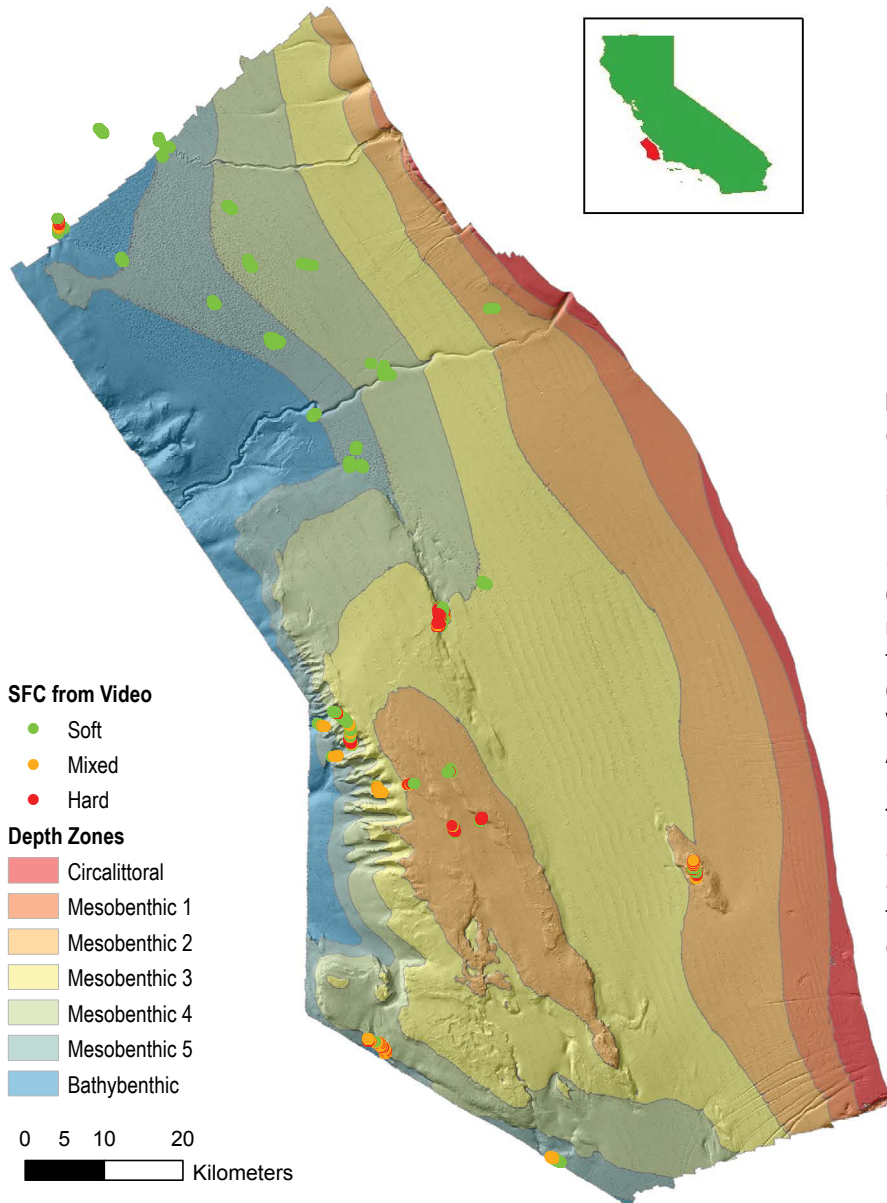 SFC from Video
Soft
Mixed
Hard
Depth Zones
Circalittoral
Mesobenthic 1
Mesobenthic 2
Mesobenthic 3
Mesobenthic 4
Mesobenthic 5
Bathybenthic
0 5 10 20
Kilometers